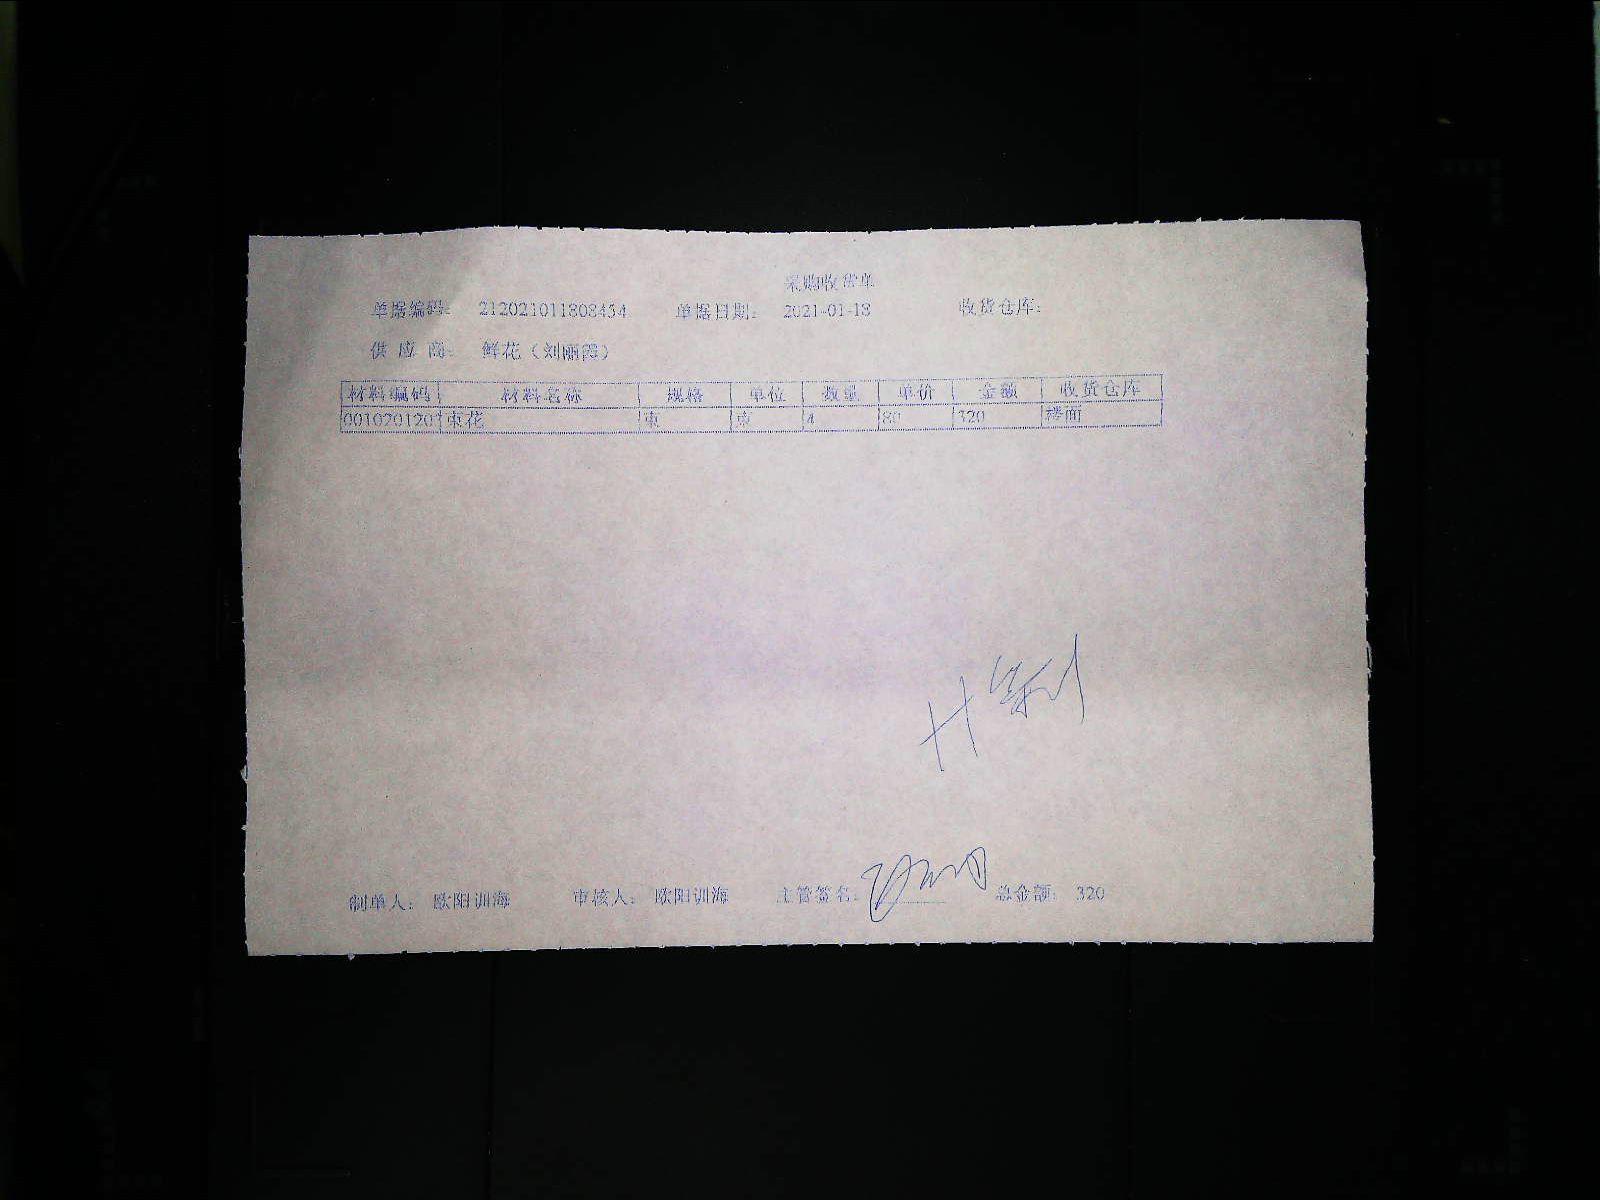 采购收货单
单据编码： 212021011808454 单据日期： 2021-01-18 收货仓库：
供 应 商： 鲜花（刘丽霞）
材料编码 材料名称 规格 单位 数量 单价 金额 收货仓库
001020120 束花 束 束 4 80 320 楼面
制单人： 欧阳训海 审核人： 欧阳训海 主管签名： 总金额： 320